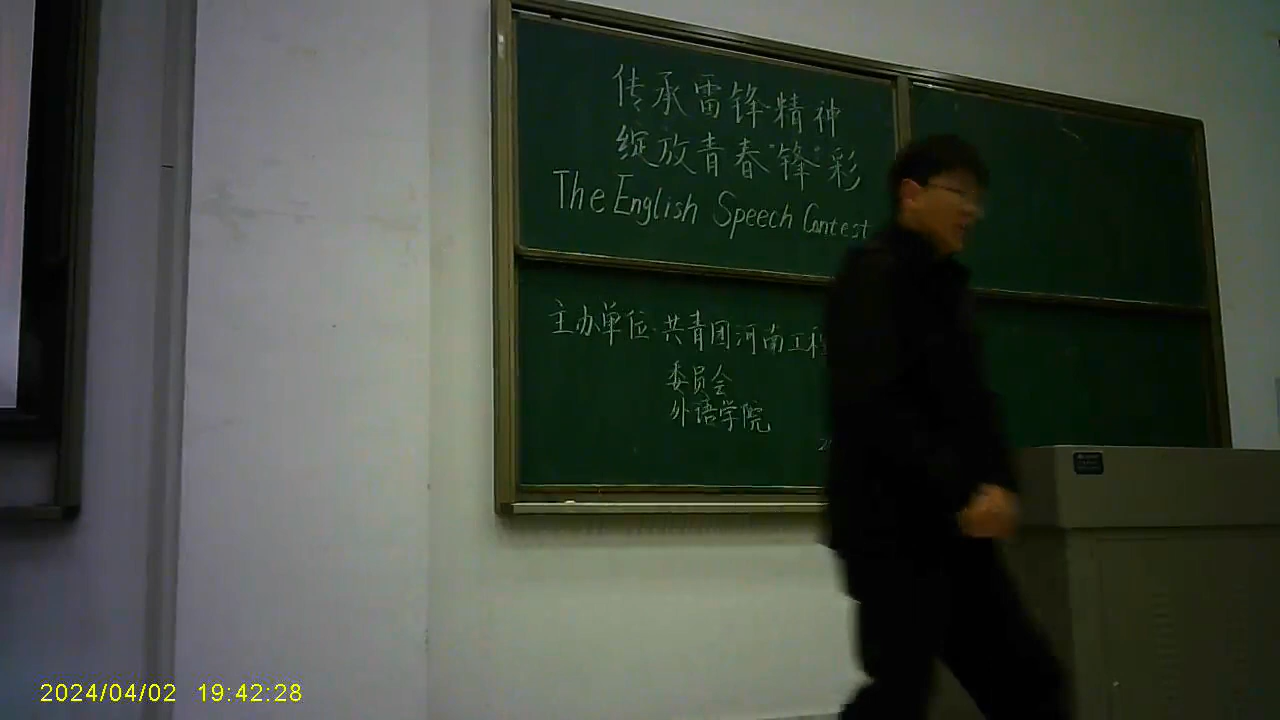 传承雷锋精神
绽放青春"锋"彩
The English Speech Contest
主办单位:共青团河南工程
委员会
外语学院
2024/04/02 19:42:28